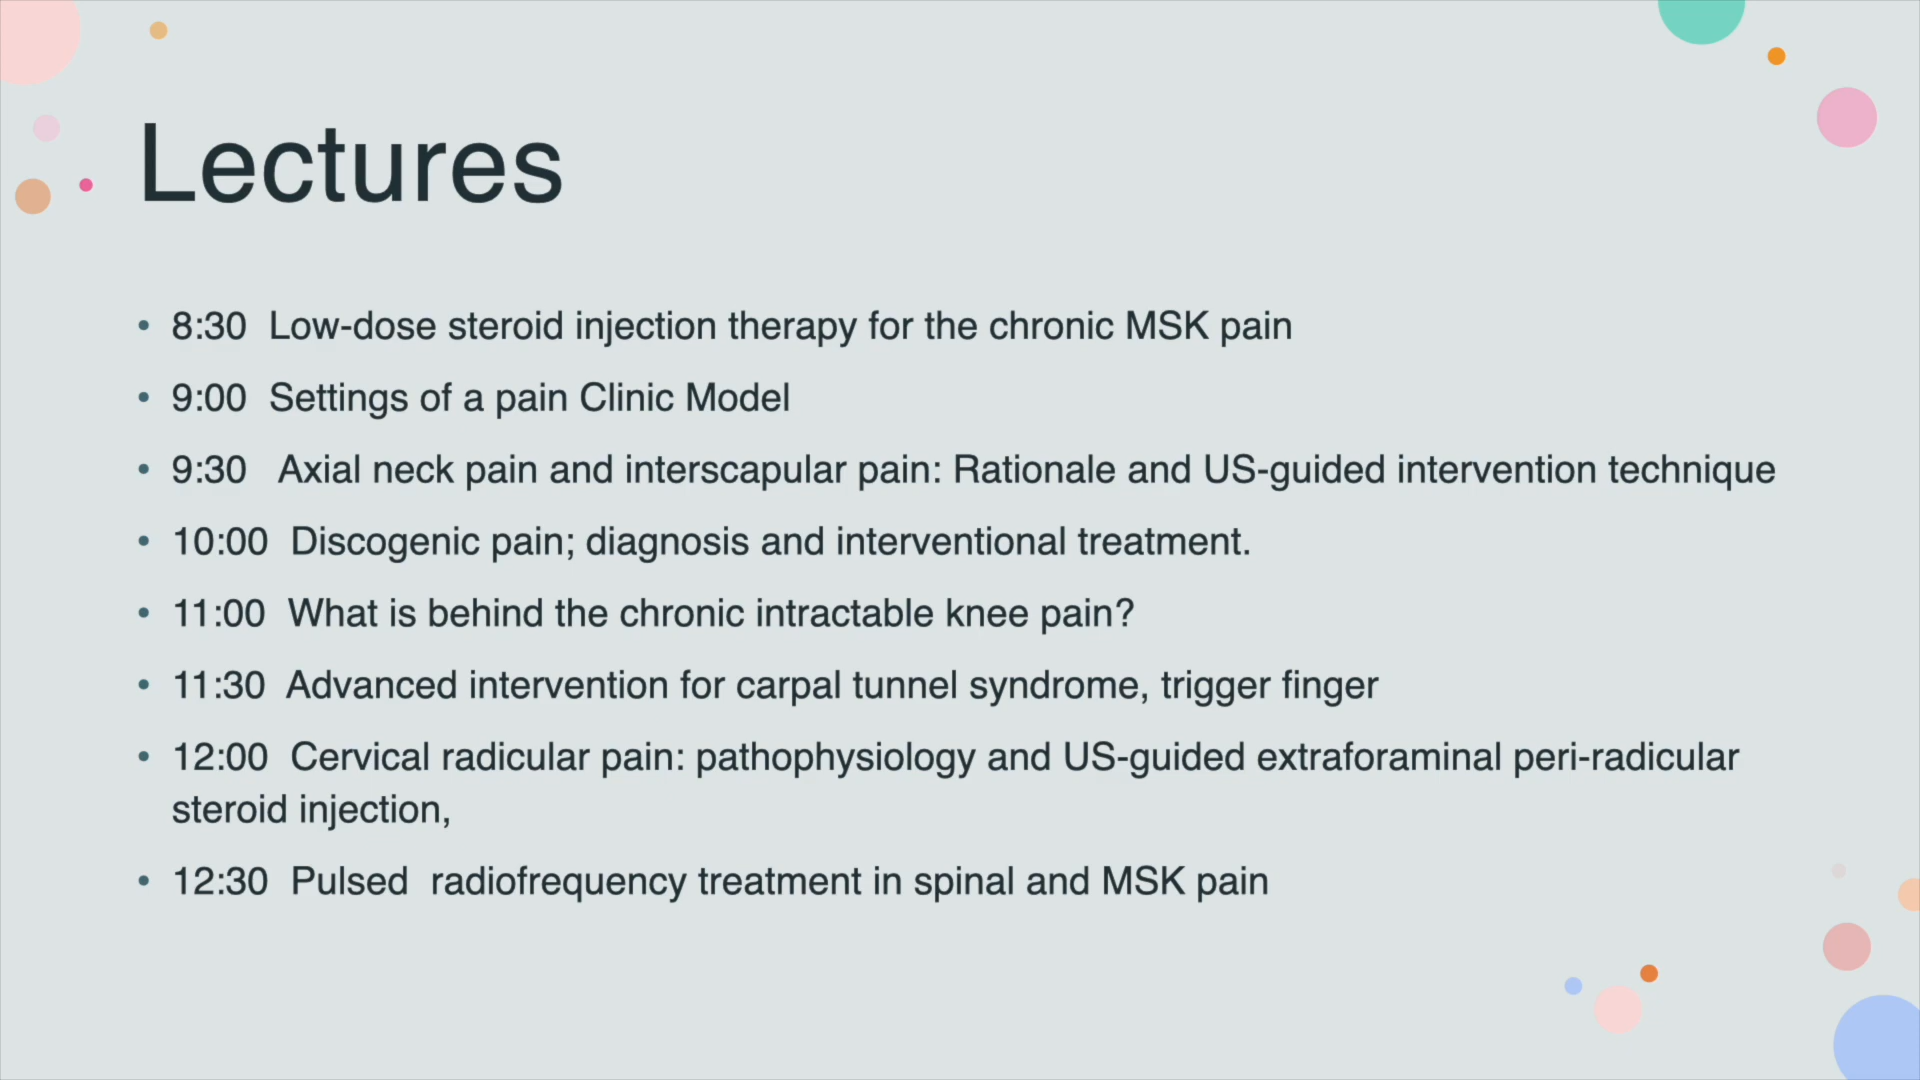 Lectures
• 8:30  Low-dose steroid injection therapy for the chronic MSK pain
• 9:00  Settings of a pain Clinic Model
• 9:30   Axial neck pain and interscapular pain: Rationale and US-guided intervention technique
• 10:00  Discogenic pain; diagnosis and interventional treatment.
• 11:00  What is behind the chronic intractable knee pain?
• 11:30  Advanced intervention for carpal tunnel syndrome, trigger finger
• 12:00  Cervical radicular pain: pathophysiology and US-guided extraforaminal peri-radicular
steroid injection,
• 12:30  Pulsed  radiofrequency treatment in spinal and MSK pain